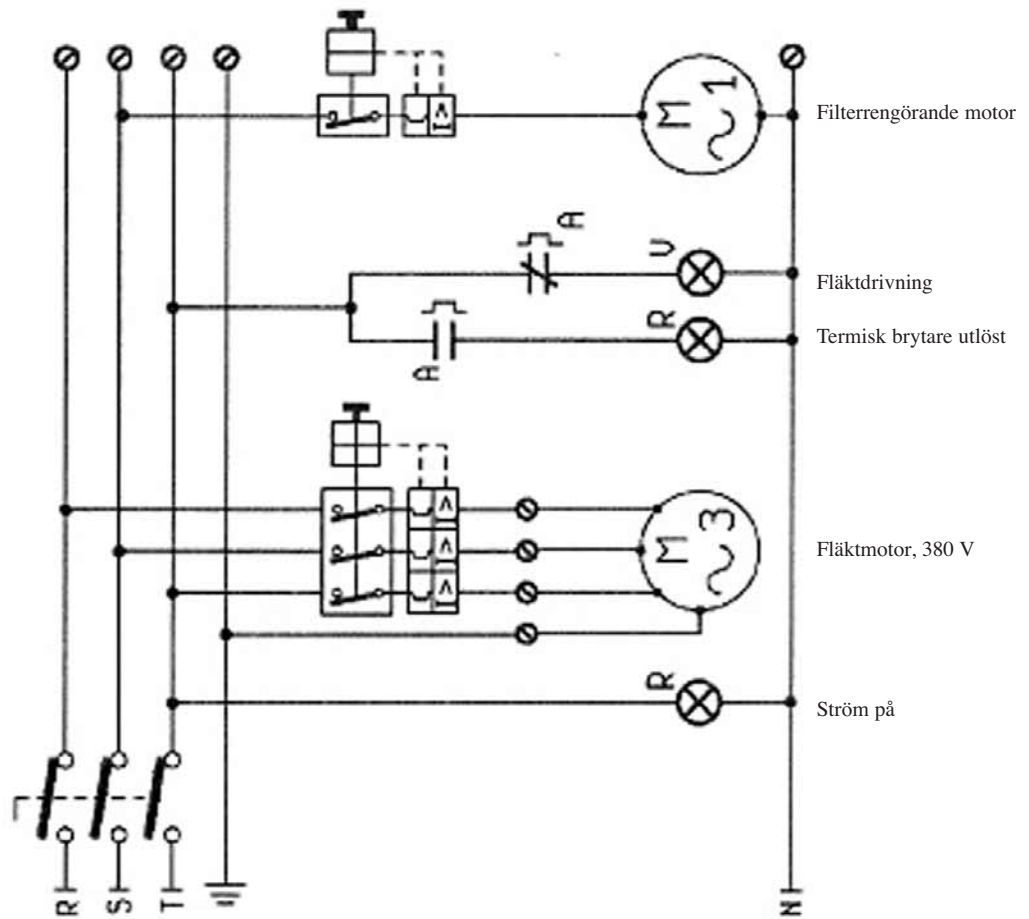 M 1
Filterrengörande motor
I>
A
V
Fläktdrivning
R
Termisk brytare utlöst
A
I> I> I>
M 3
Fläktmotor, 380 V
R
Ström på
R
S
T
N